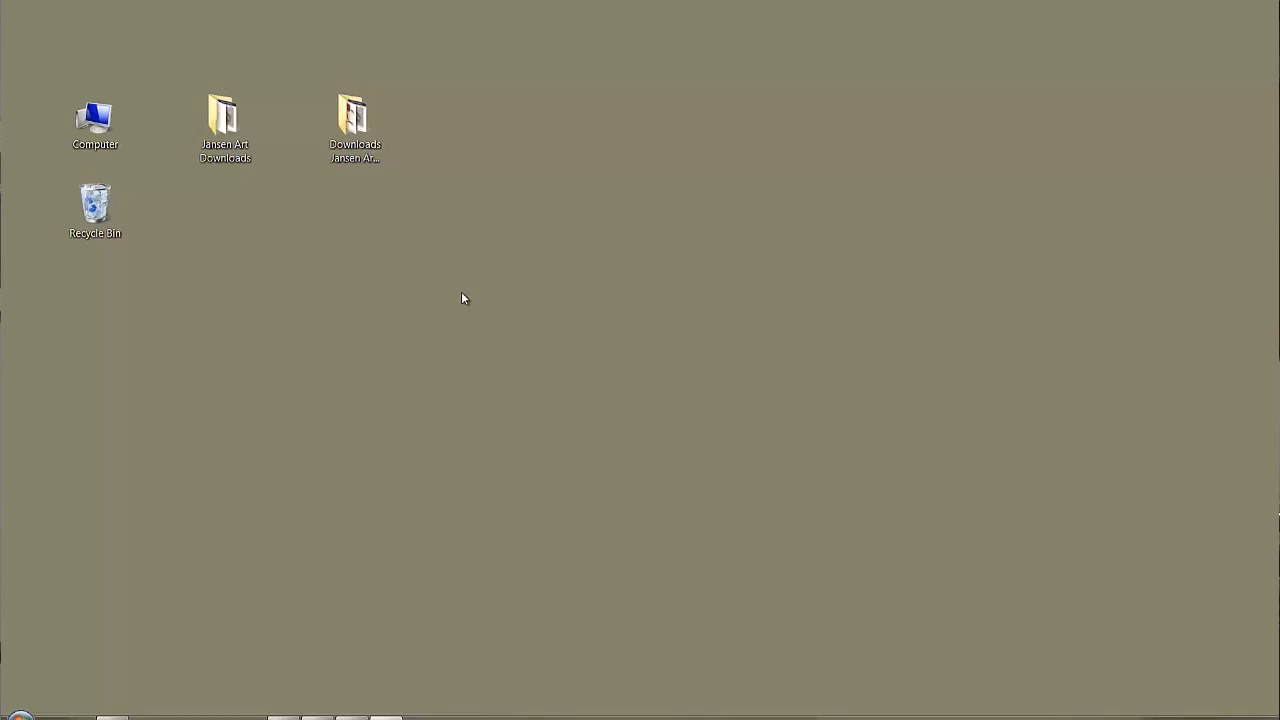 Computer
Jansen Art
Downloads
Downloads
Jansen Ar...
Recycle Bin